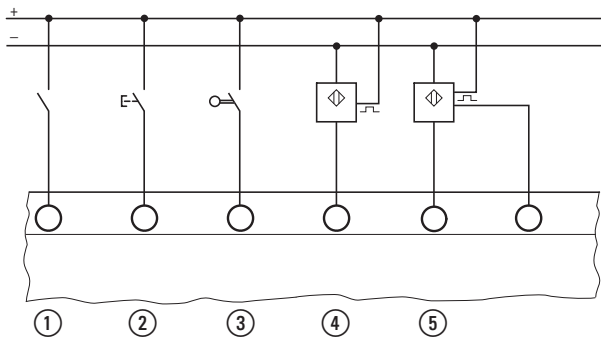 +
–
① ② ③ ④ ⑤